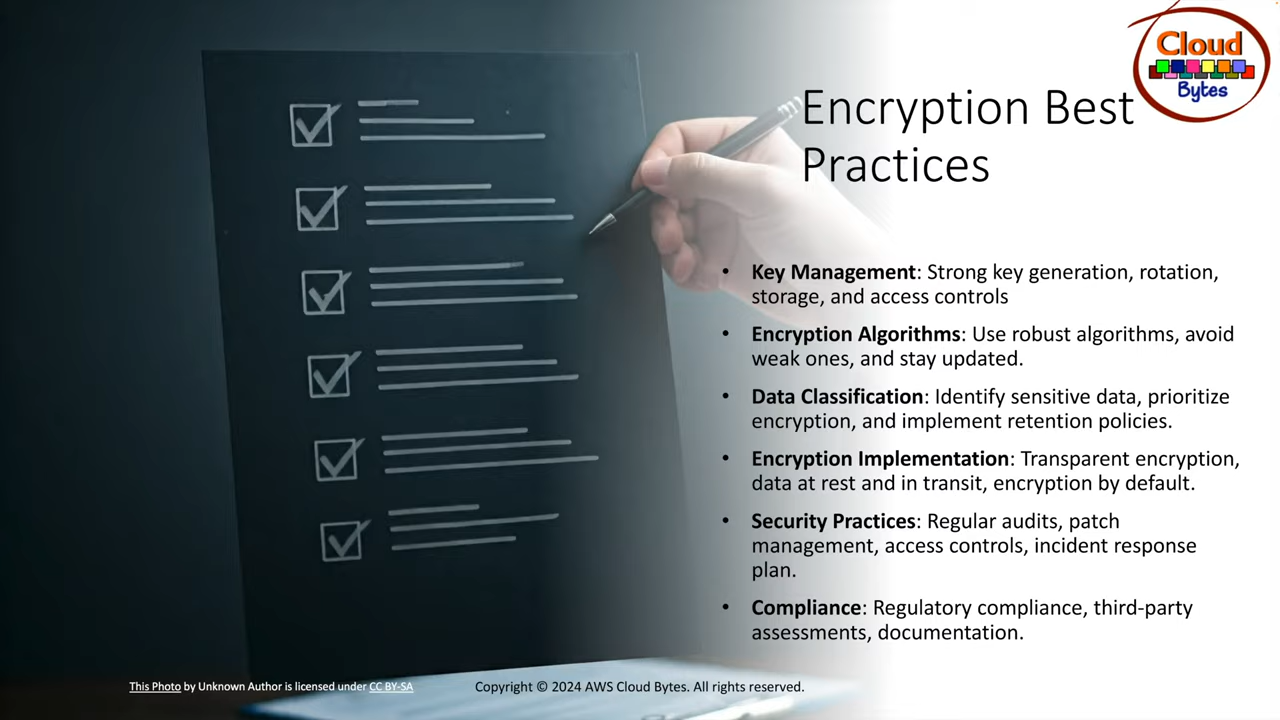 Cloud
Bytes
Encryption Best
Practices
• Key Management: Strong key generation, rotation,
storage, and access controls
• Encryption Algorithms: Use robust algorithms, avoid
weak ones, and stay updated.
• Data Classification: Identify sensitive data, prioritize
encryption, and implement retention policies.
• Encryption Implementation: Transparent encryption,
data at rest and in transit, encryption by default.
• Security Practices: Regular audits, patch
management, access controls, incident response
plan.
• Compliance: Regulatory compliance, third-party
assessments, documentation.
This Photo by Unknown Author is licensed under CC BY-SA
Copyright © 2024 AWS Cloud Bytes. All rights reserved.